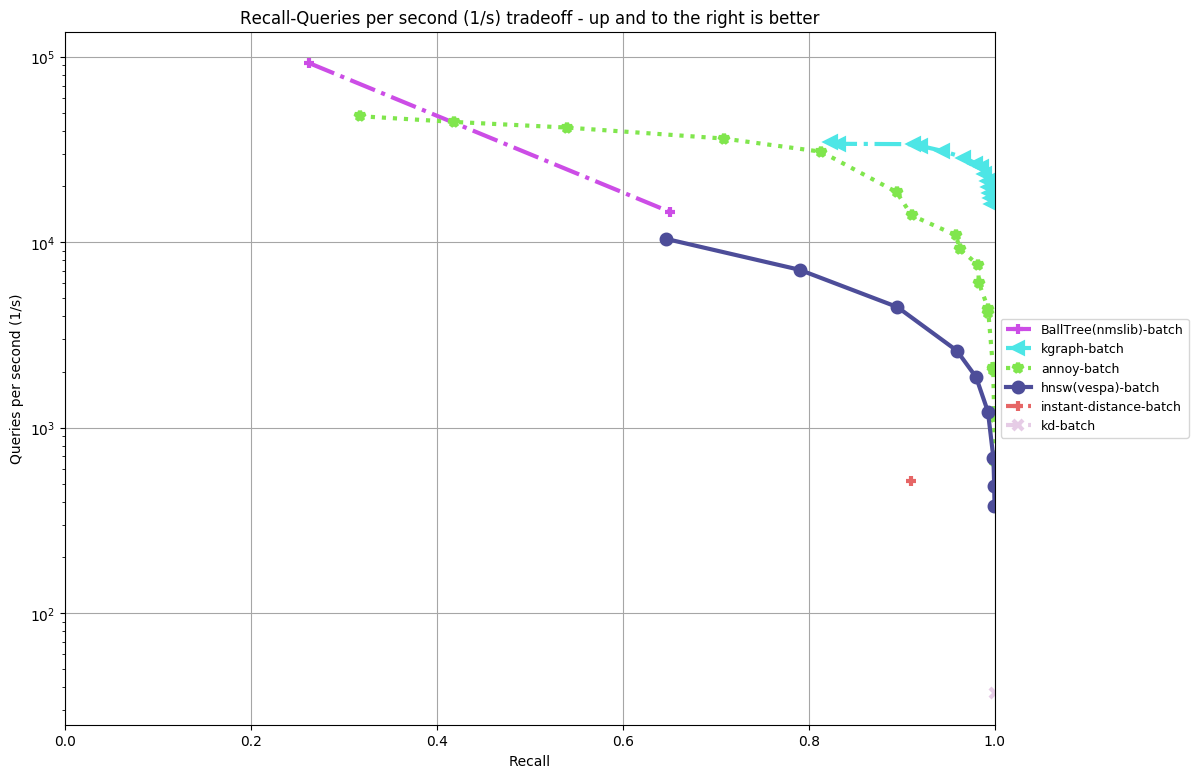 Recall-Queries per second (1/s) tradeoff - up and to the right is better
Queries per second (1/s)
10^5
10^4
10^3
10^2
0.0 0.2 0.4 0.6 0.8 1.0
Recall
BallTree(nmslib)-batch
kgraph-batch
annoy-batch
hnsw(vespa)-batch
instant-distance-batch
kd-batch